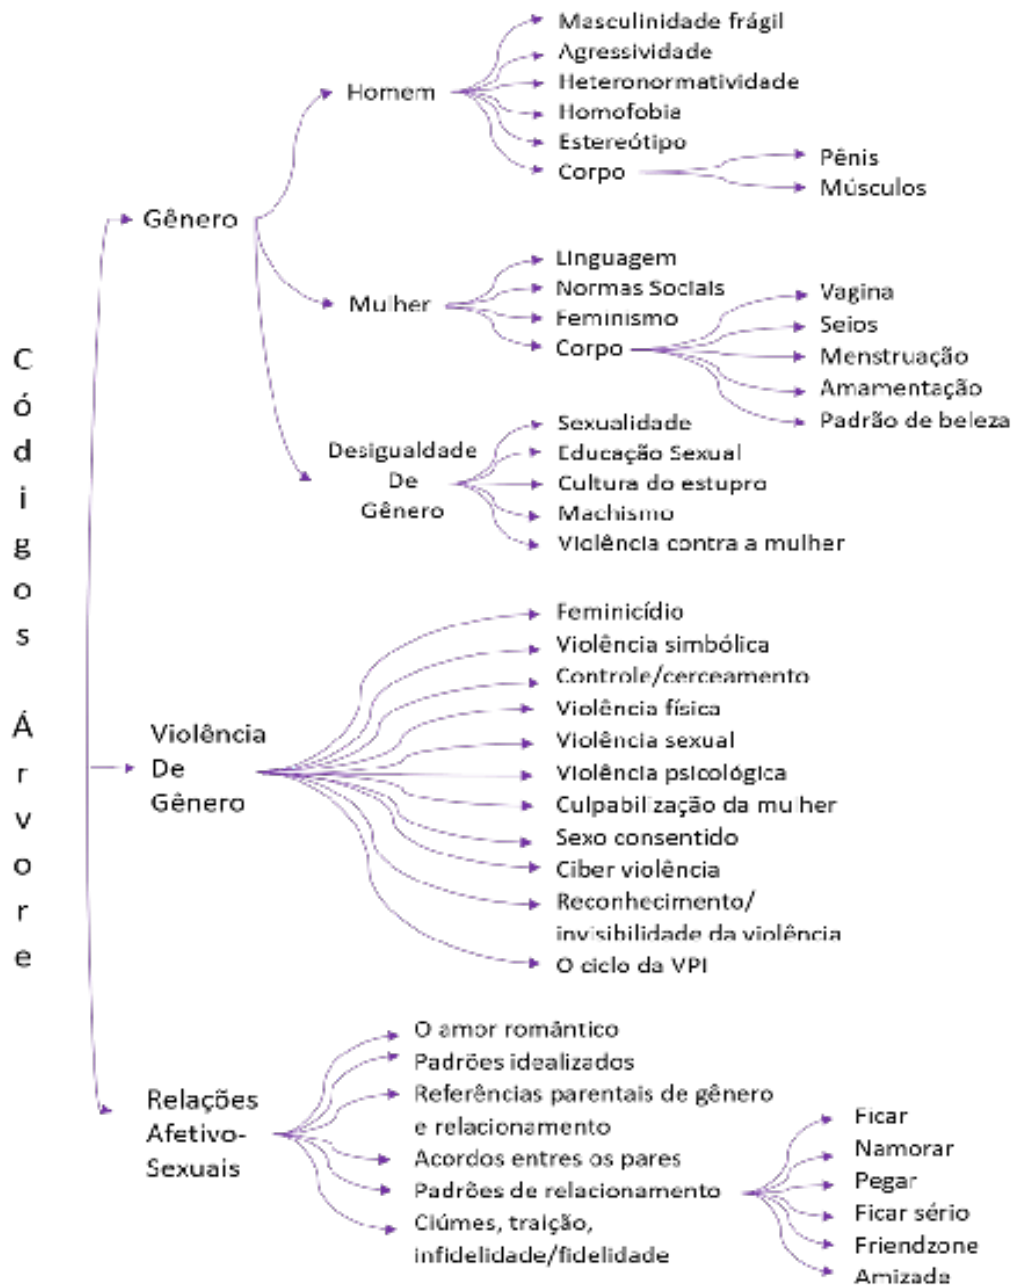 Códigos Árvore
Gênero
Homem
Masculinidade frágil
Agressividade
Heteronormatividade
Homofobia
Estereótipo
Corpo
Pênis
Músculos
Mulher
Linguagem
Normas Sociais
Feminismo
Corpo
Vagina
Seios
Menstruação
Amamentação
Padrão de beleza
Desigualdade
De
Gênero
Sexualidade
Educação Sexual
Cultura do estupro
Machismo
Violência contra a mulher
Violência
De
Gênero
Feminicídio
Violência simbólica
Controle/cerceamento
Violência física
Violência sexual
Violência psicológica
Culpabilização da mulher
Sexo consentido
Ciber violência
Reconhecimento/
invisibilidade da violência
O ciclo da VPI
Relações
Afetivo-
Sexuais
O amor romântico
Padrões idealizados
Referências parentais de gênero
e relacionamento
Acordos entres os pares
Padrões de relacionamento
Ciúmes, traição,
infidelidade/fidelidade
Ficar
Namorar
Pegar
Ficar sério
Friendzone
Amizade